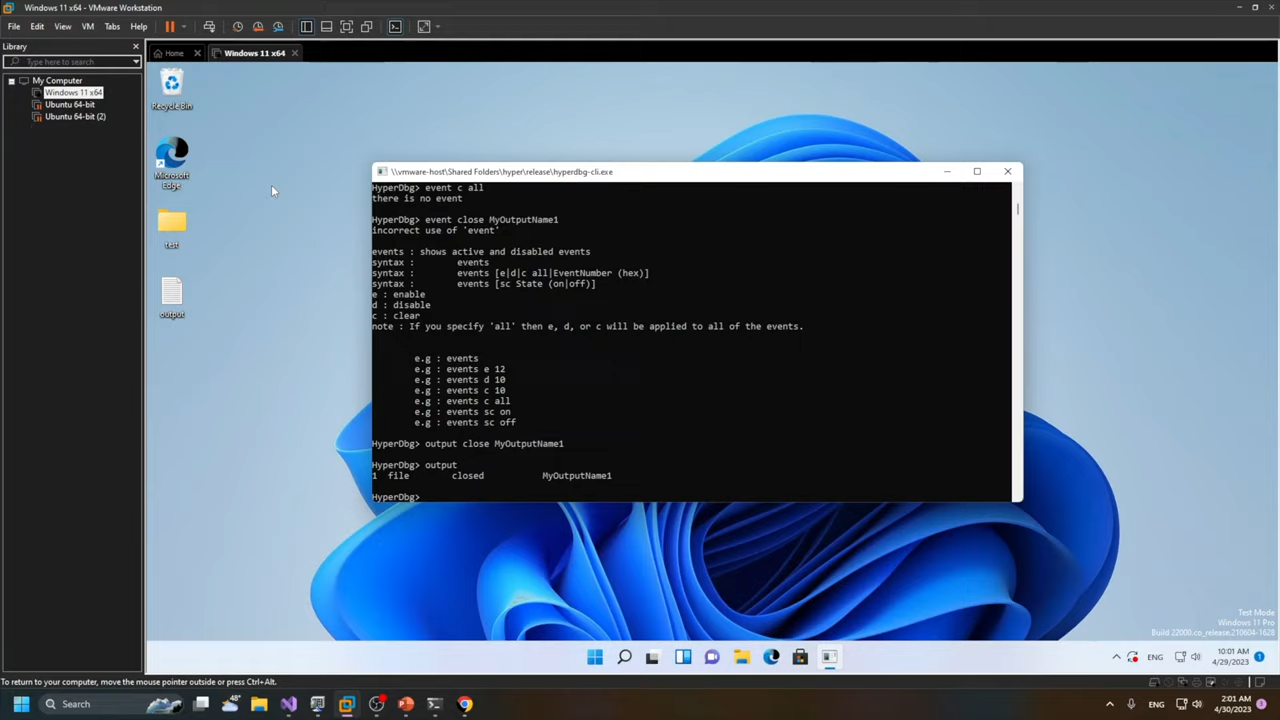 Windows 11 x64 - VMware Workstation
File Edit View VM Tabs Help
Library
Type here to search
My Computer
Windows 11 x64
Ubuntu 64-bit
Ubuntu 64-bit (2)
Home
Windows 11 x64
Recycle Bin
Microsoft
Edge
test
output
\\vmware-host\Shared Folders\hyper\release\hyperdbg-cli.exe
HyperDbg> event c all
there is no event
HyperDbg> event close MyOutputName1
incorrect use of 'event'
events : shows active and disabled events
syntax : events
syntax : events [e|d|c all|EventNumber (hex)]
syntax : events [sc State (on|off)]
e : enable
d : disable
c : clear
note : If you specify 'all' then e, d, or c will be applied to all of the events.
e.g : events
e.g : events e 12
e.g : events d 10
e.g : events c 10
e.g : events c all
e.g : events sc on
e.g : events sc off
HyperDbg> output close MyOutputName1
HyperDbg> output
1 file closed MyOutputName1
HyperDbg>
Test Mode
Windows 11 Pro
Build 22000.co_release.210604-1628
ENG
10:01 AM
4/29/2023
To return to your computer, move the mouse pointer outside or press Ctrl+Alt.
Search
48°
ENG
2:01 AM
4/30/2023